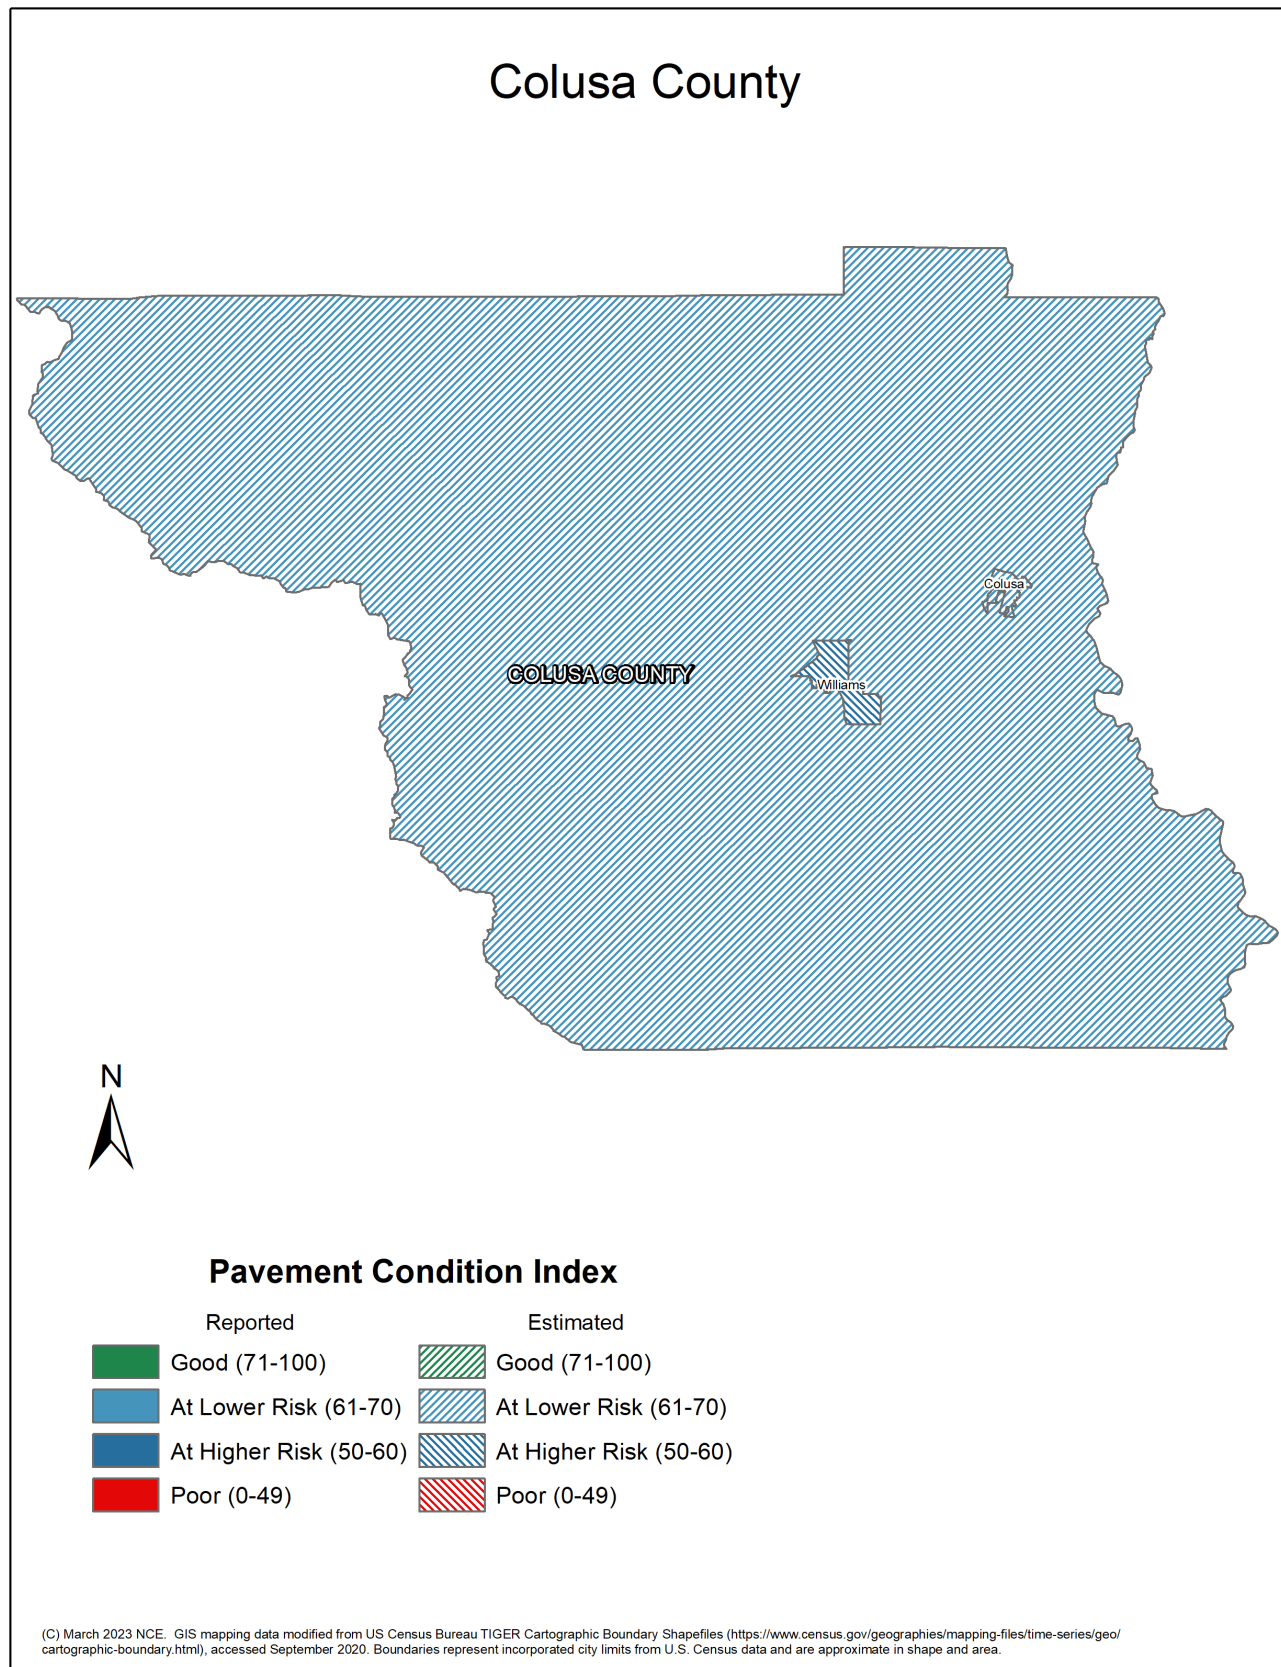 Colusa County
Colusa
COLUSA COUNTY
Williams
N
Pavement Condition Index
Reported
Estimated
Good (71-100)
Good (71-100)
At Lower Risk (61-70)
At Lower Risk (61-70)
At Higher Risk (50-60)
At Higher Risk (50-60)
Poor (0-49)
Poor (0-49)
(C) March 2023 NCE.  GIS mapping data modified from US Census Bureau TIGER Cartographic Boundary Shapefiles (https://www.census.gov/geographies/mapping-files/time-series/geo/
cartographic-boundary.html), accessed September 2020. Boundaries represent incorporated city limits from U.S. Census data and are approximate in shape and area.